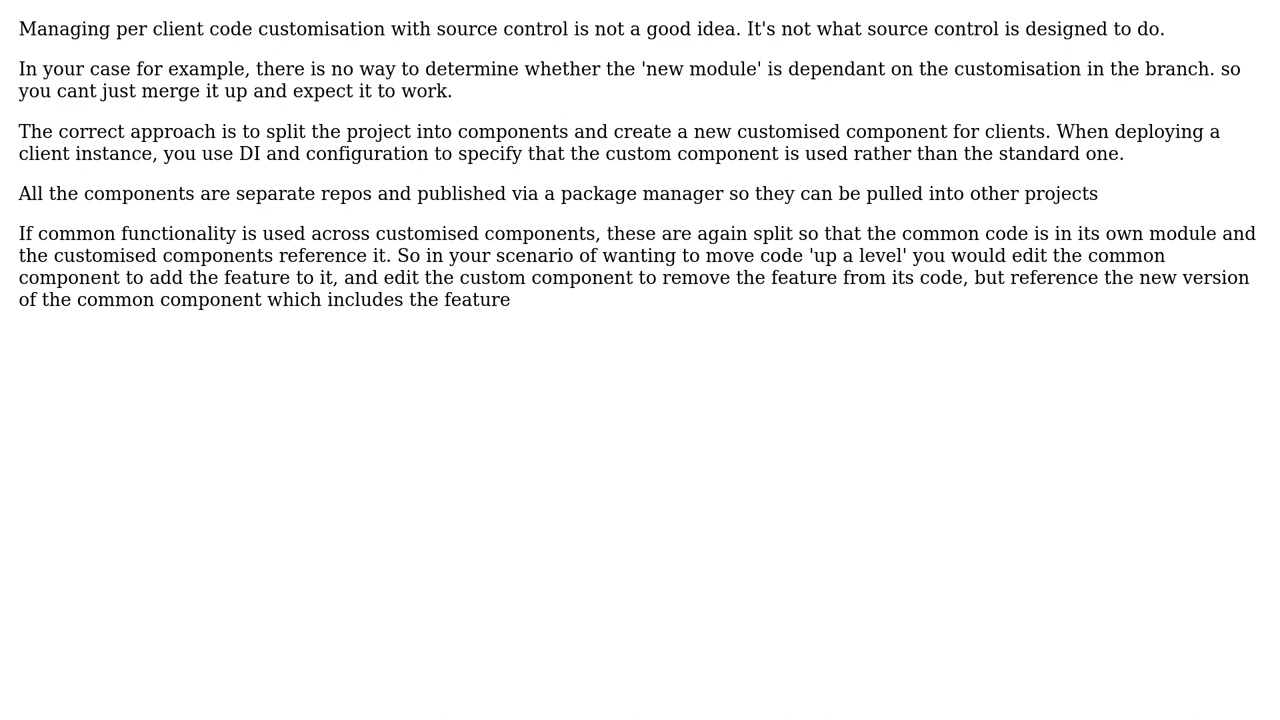 Managing per client code customisation with source control is not a good idea. It's not what source control is designed to do.
In your case for example, there is no way to determine whether the 'new module' is dependant on the customisation in the branch. so
you cant just merge it up and expect it to work.
The correct approach is to split the project into components and create a new customised component for clients. When deploying a
client instance, you use DI and configuration to specify that the custom component is used rather than the standard one.
All the components are separate repos and published via a package manager so they can be pulled into other projects
If common functionality is used across customised components, these are again split so that the common code is in its own module and
the customised components reference it. So in your scenario of wanting to move code 'up a level' you would edit the common
component to add the feature to it, and edit the custom component to remove the feature from its code, but reference the new version
of the common component which includes the feature